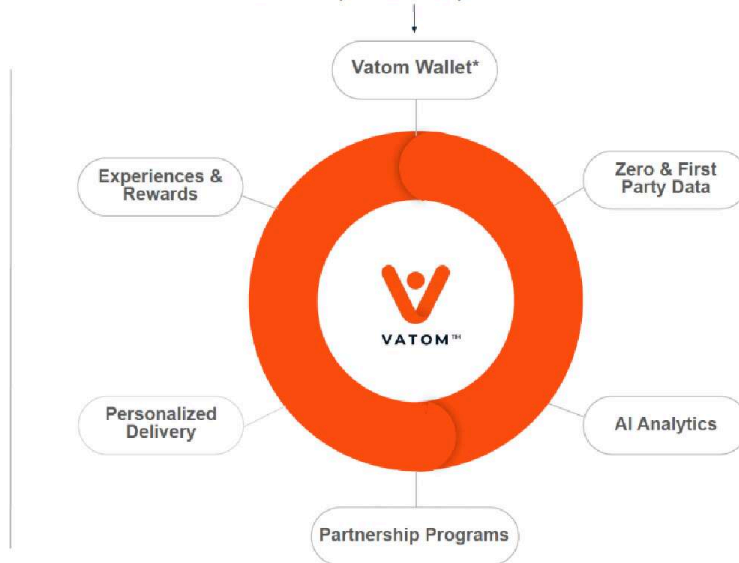 Vatom Wallet*
Experiences &
Rewards
Zero & First
Party Data
VATOM™
Personalized
Delivery
AI Analytics
Partnership Programs